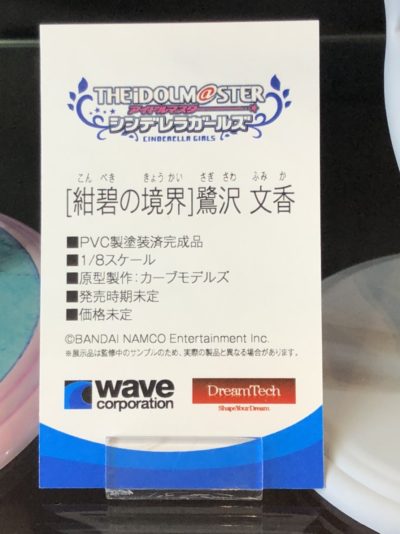 THE iDOLM@STER
アイドルマスター
シンデレラガールズ
CINDERELLA GIRLS
こん ぺき きょう かい さぎ さわ ふみ か
[紺碧の境界]鷺沢 文香
■PVC製塗装済完成品
■1/8スケール
■原型製作：カーブモデルズ
■発売時期未定
■価格未定
©BANDAI NAMCO Entertainment Inc.
※展示品は監修中のサンプルのため、実際の製品と異なる場合があります。
wave
corporation
DreamTech
Shape Your Dream